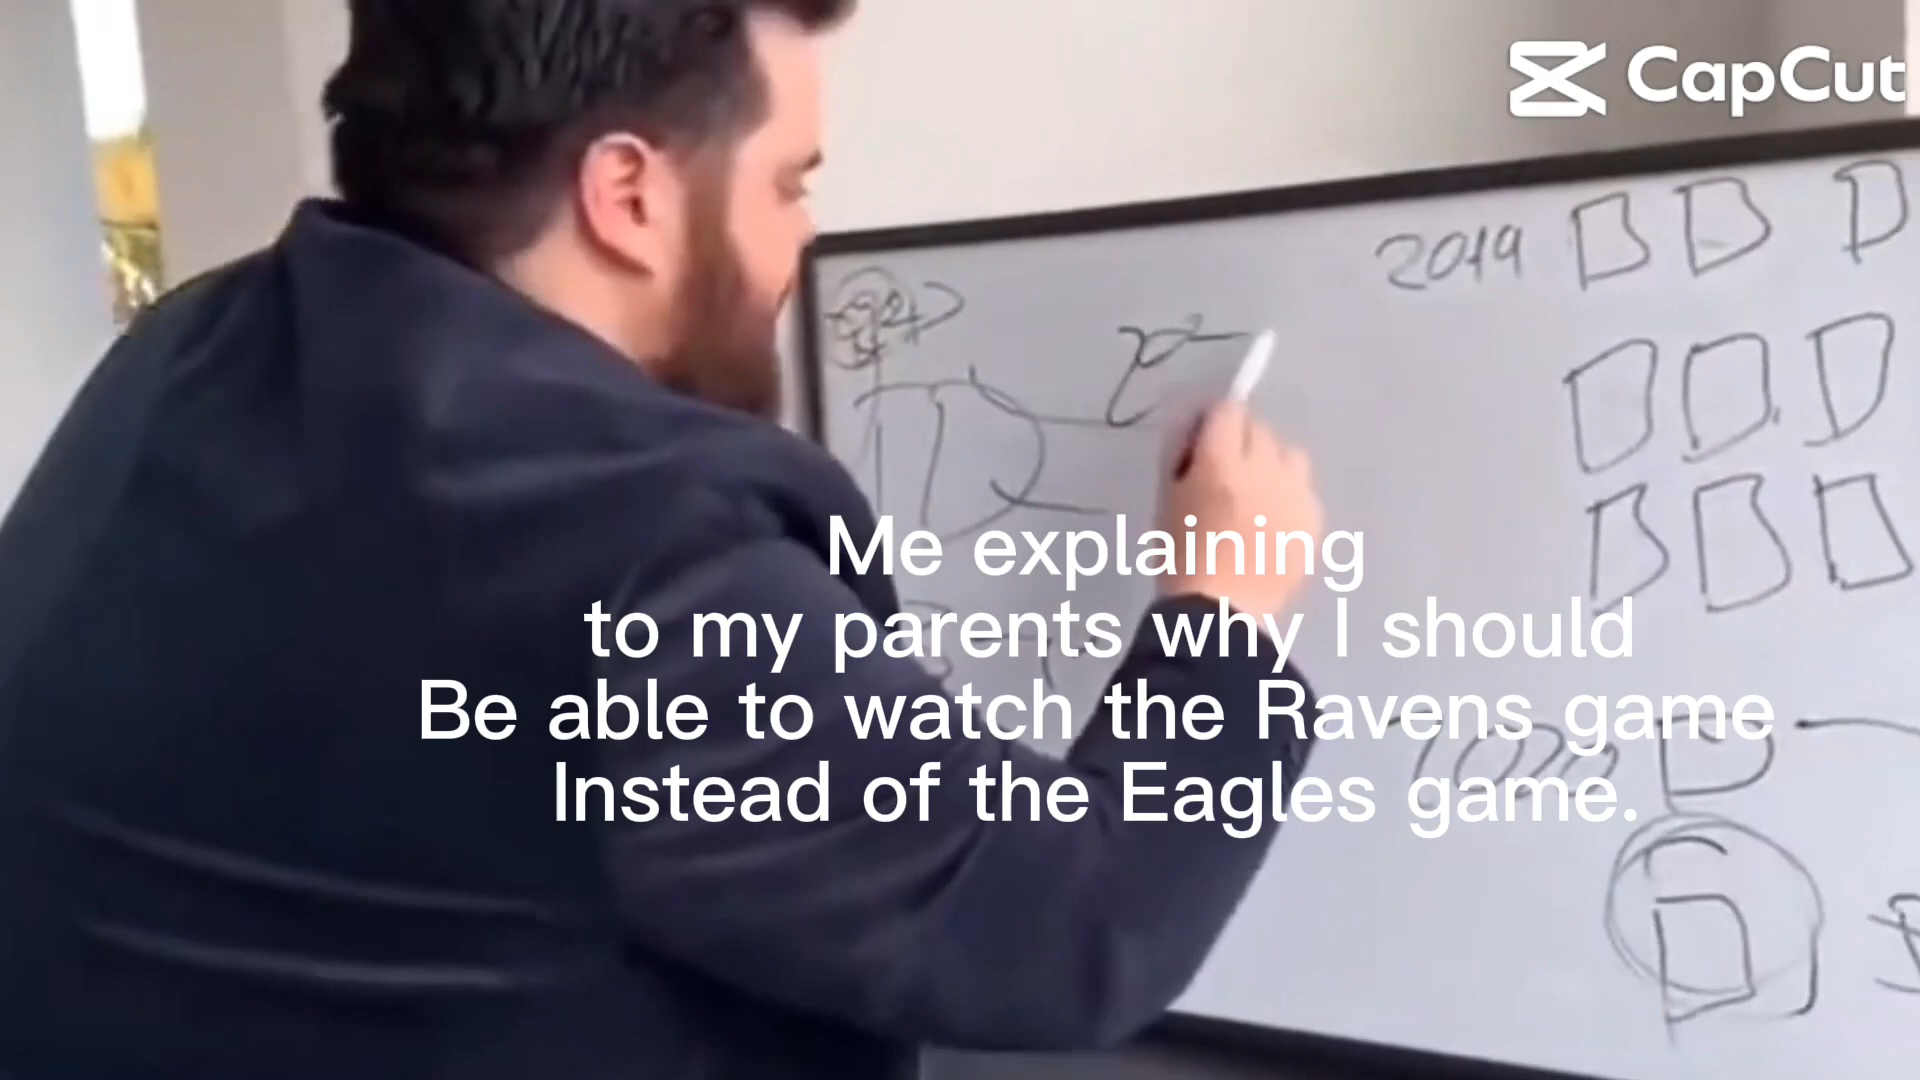 CapCut
2019
Me explaining
to my parents why I should
Be able to watch the Ravens game
Instead of the Eagles game.